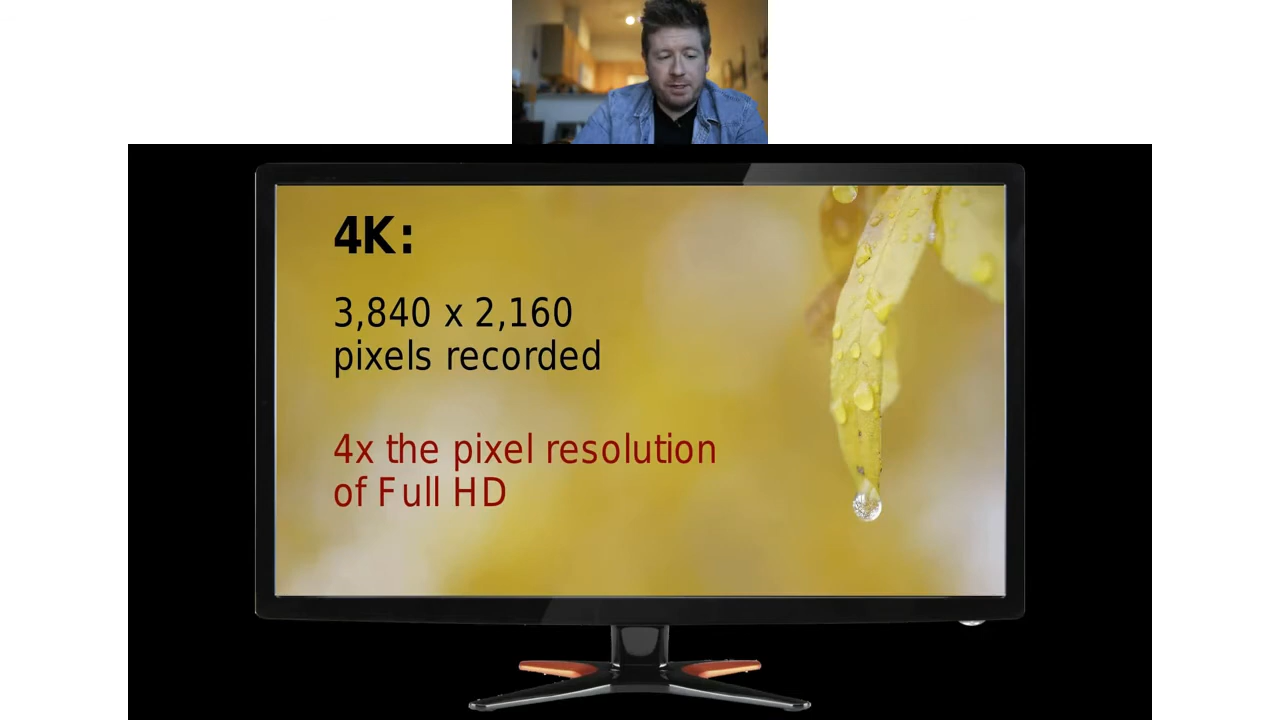 4K:
3,840 x 2,160
pixels recorded
4x the pixel resolution
of Full HD